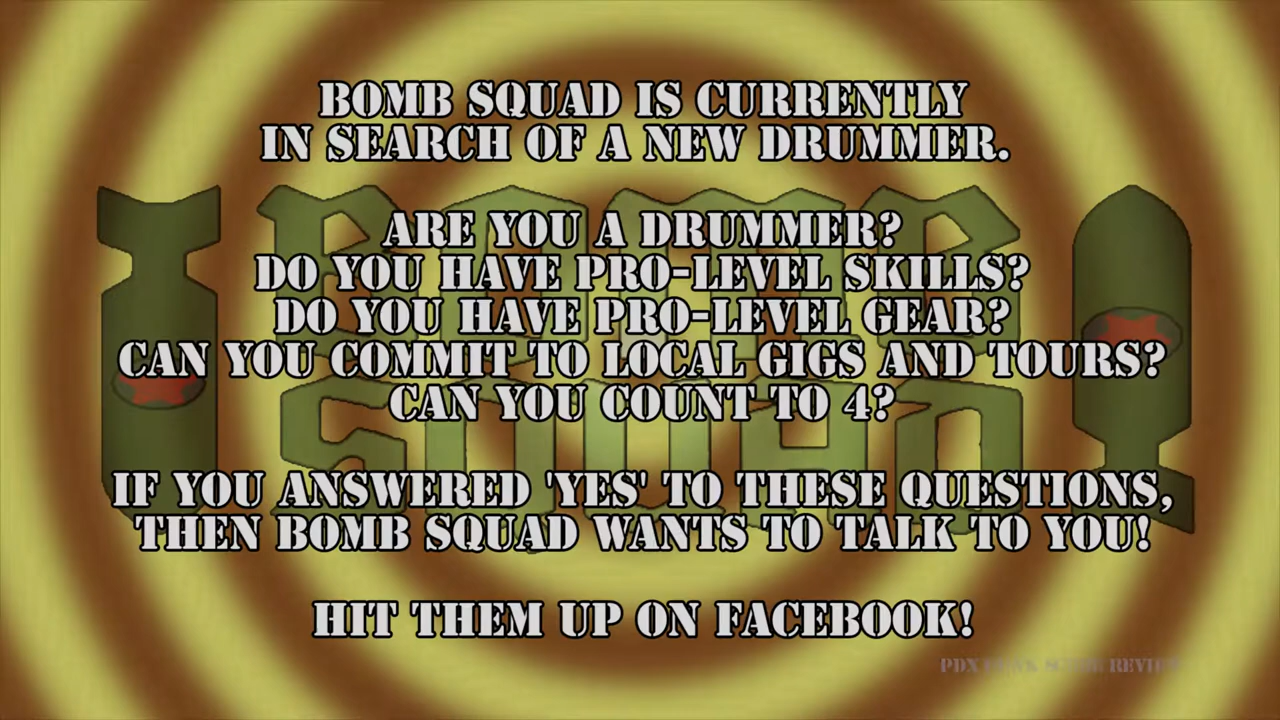 BOMB SQUAD IS CURRENTLY
IN SEARCH OF A NEW DRUMMER.
ARE YOU A DRUMMER?
DO YOU HAVE PRO-LEVEL SKILLS?
DO YOU HAVE PRO-LEVEL GEAR?
CAN YOU COMMIT TO LOCAL GIGS AND TOURS?
CAN YOU COUNT TO 4?
IF YOU ANSWERED 'YES' TO THESE QUESTIONS,
THEN BOMB SQUAD WANTS TO TALK TO YOU!
HIT THEM UP ON FACEBOOK!
BOMB
SQUAD
PDX